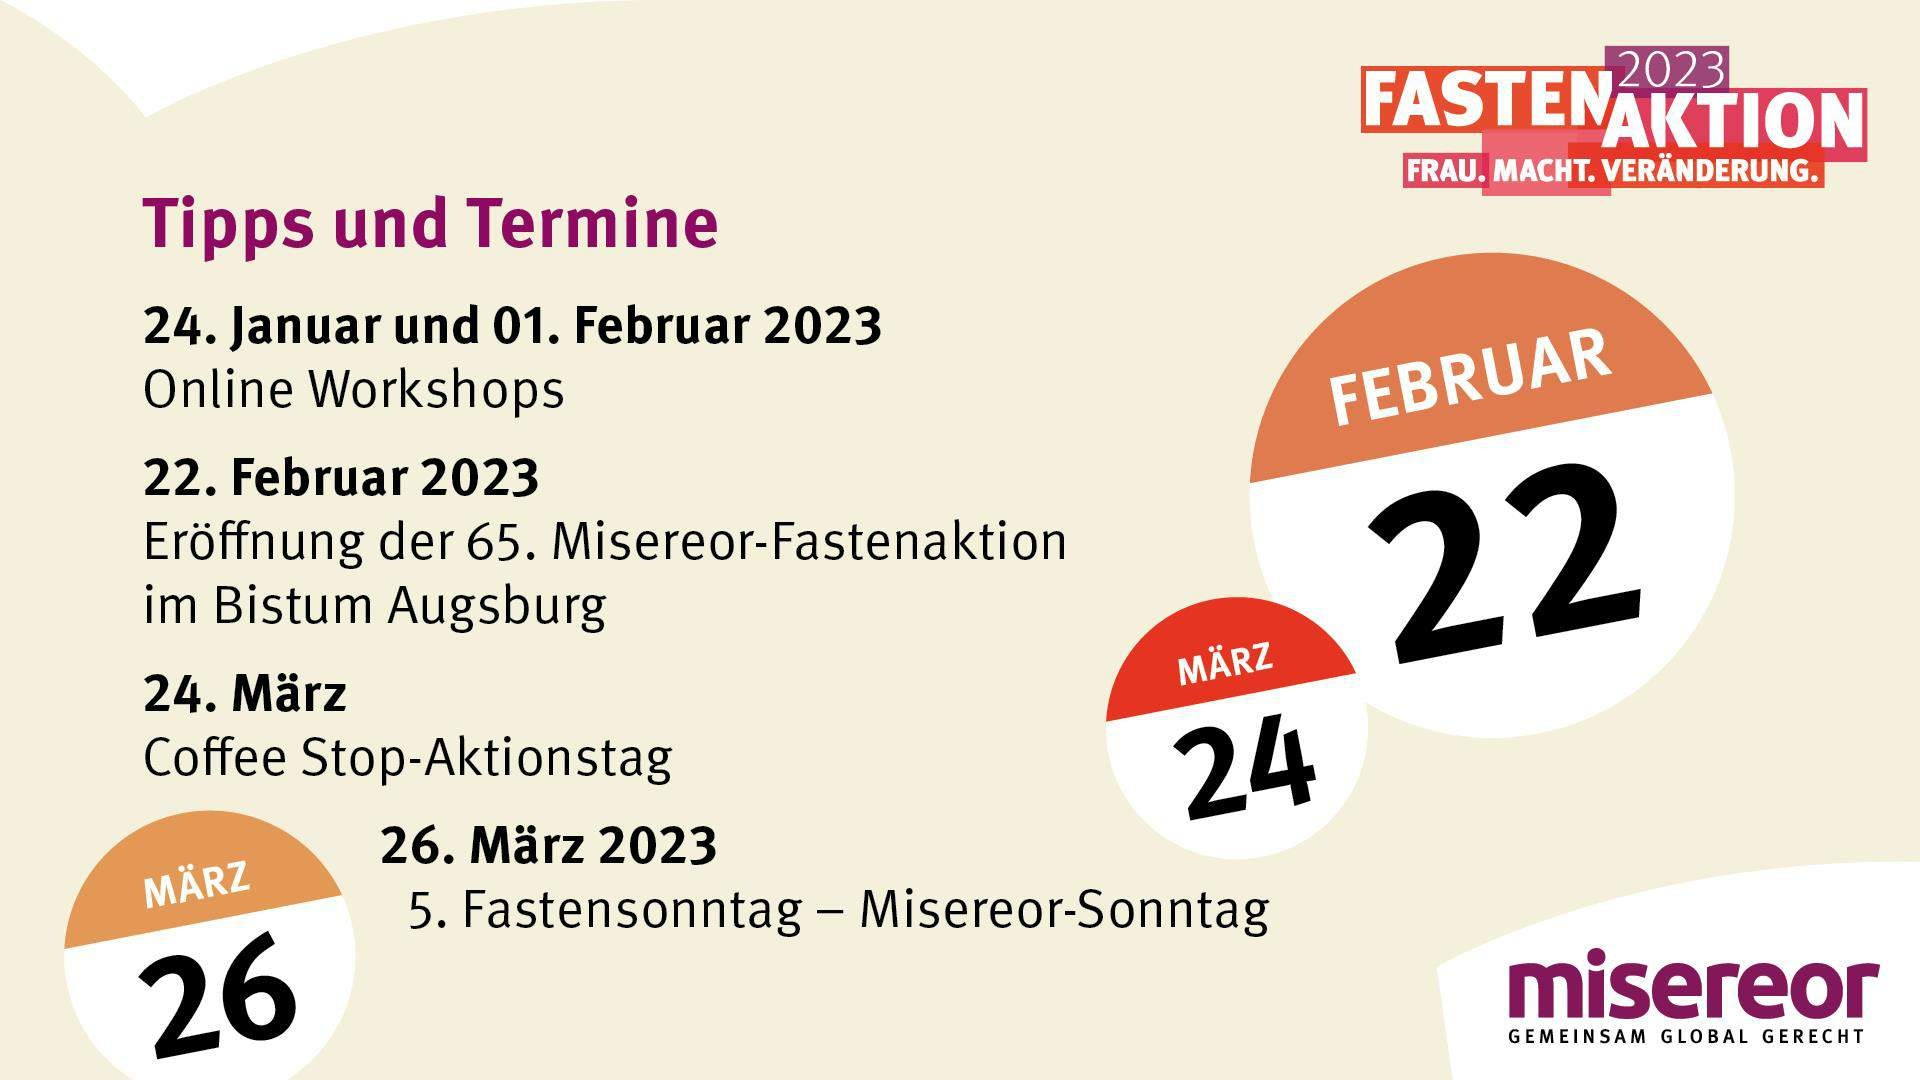 2023
FASTENAKTION
FRAU. MACHT. VERÄNDERUNG.
Tipps und Termine
24. Januar und 01. Februar 2023
Online Workshops
22. Februar 2023
Eröffnung der 65. Misereor-Fastenaktion
im Bistum Augsburg
24. März
Coffee Stop-Aktionstag
26. März 2023
5. Fastensonntag – Misereor-Sonntag
FEBRUAR
22
MÄRZ
24
MÄRZ
26
misereor
GEMEINSAM GLOBAL GERECHT